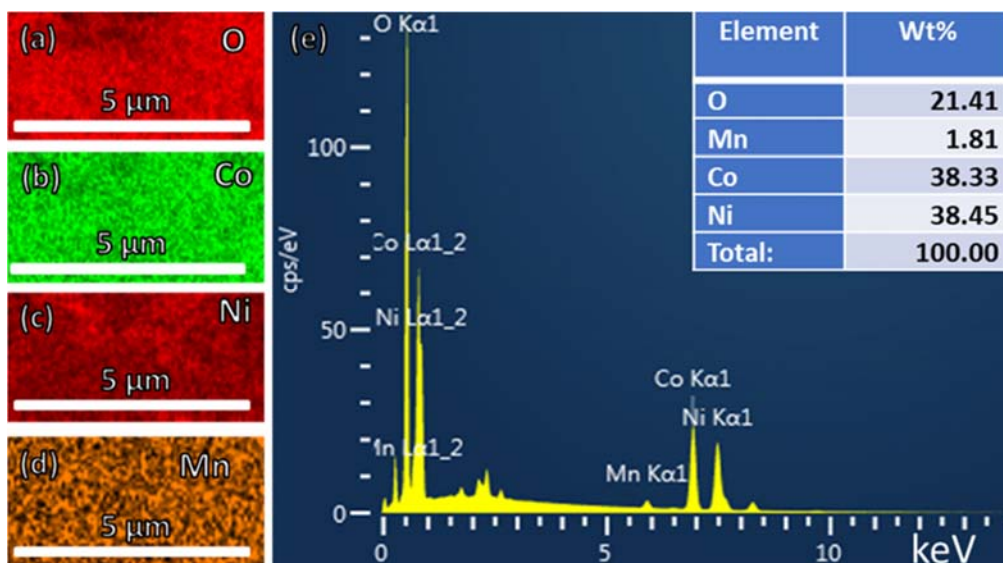 (a) O
5 μm
(b) Co
5 μm
(c) Ni
5 μm
(d) Mn
5 μm
(e) O Kα1
100
50
0
cps/eV
Co Lα1_2
Ni Lα1_2
Mn Lα1_2
Mn Kα1
Co Kα1
Ni Kα1
0 5 10 keV
Element Wt%
O 21.41
Mn 1.81
Co 38.33
Ni 38.45
Total: 100.00